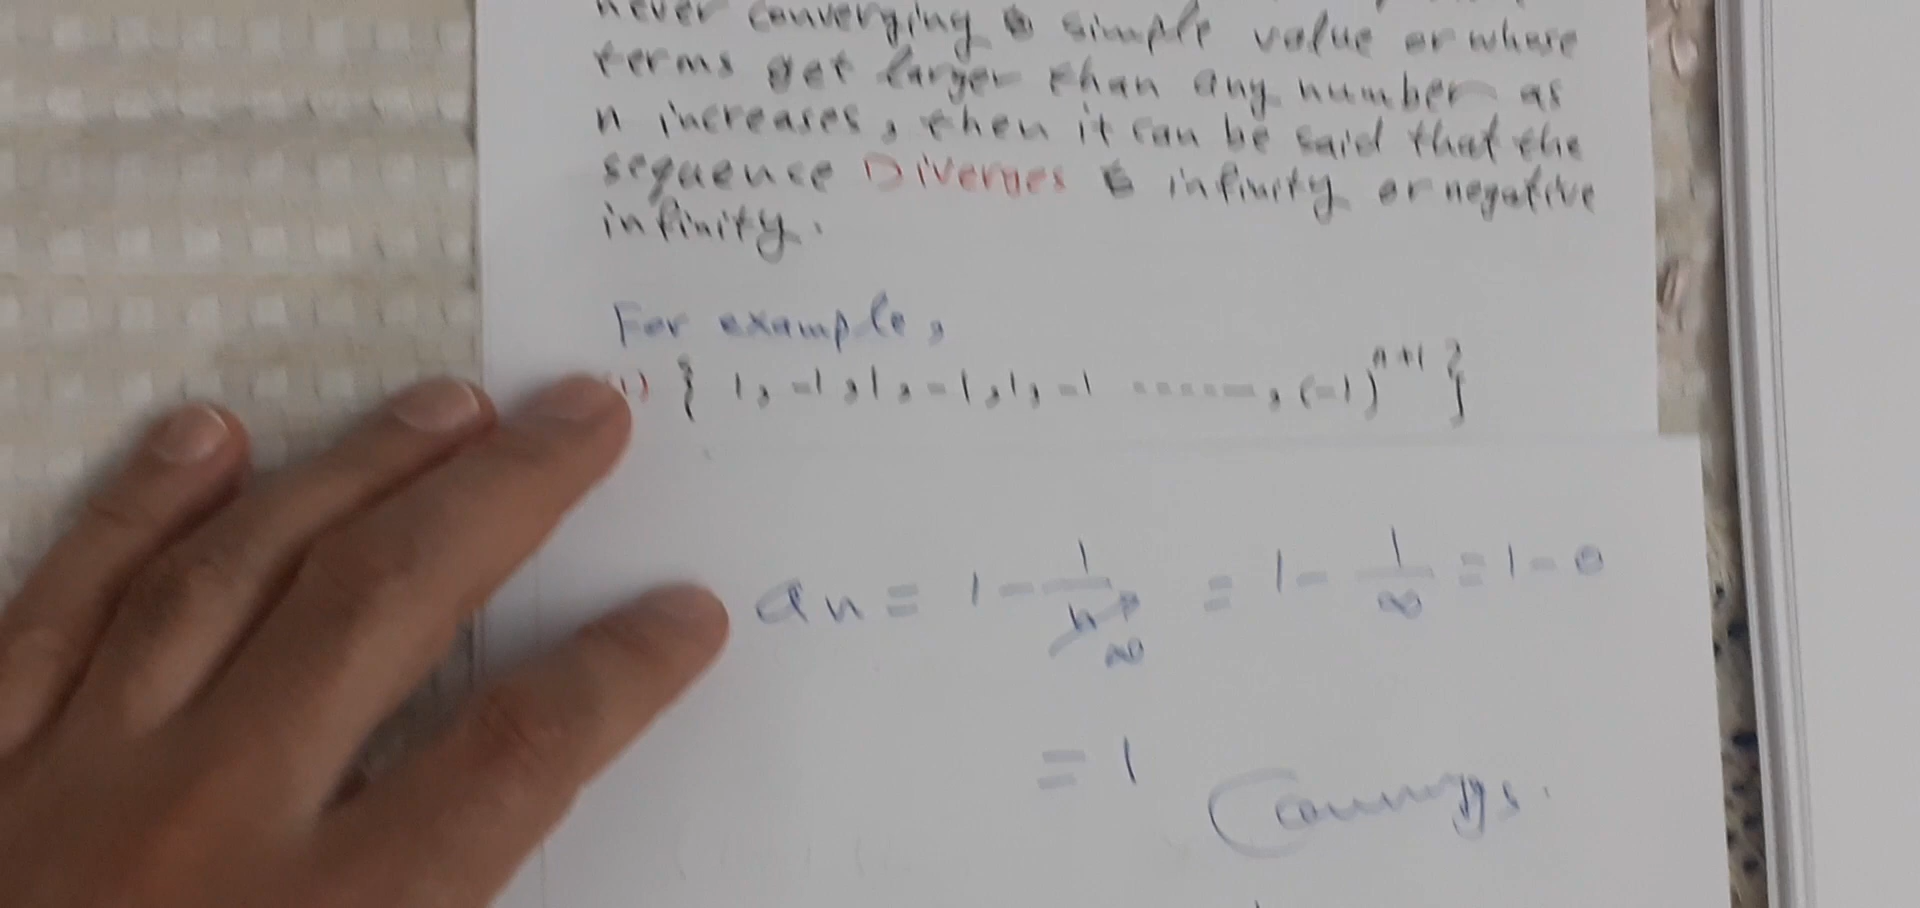 never converging to simple value or whose
terms get larger than any number as
n increases, then it can be said that the
sequence Diverges to infinity or negative
infinity.
For example,
1) { 1, -1, 1, -1, 1, -1 ......., (-1)^{n+1} }
an = 1 - 1/n ∞ = 1 - 1/∞ = 1 - 0
= 1
Converges.